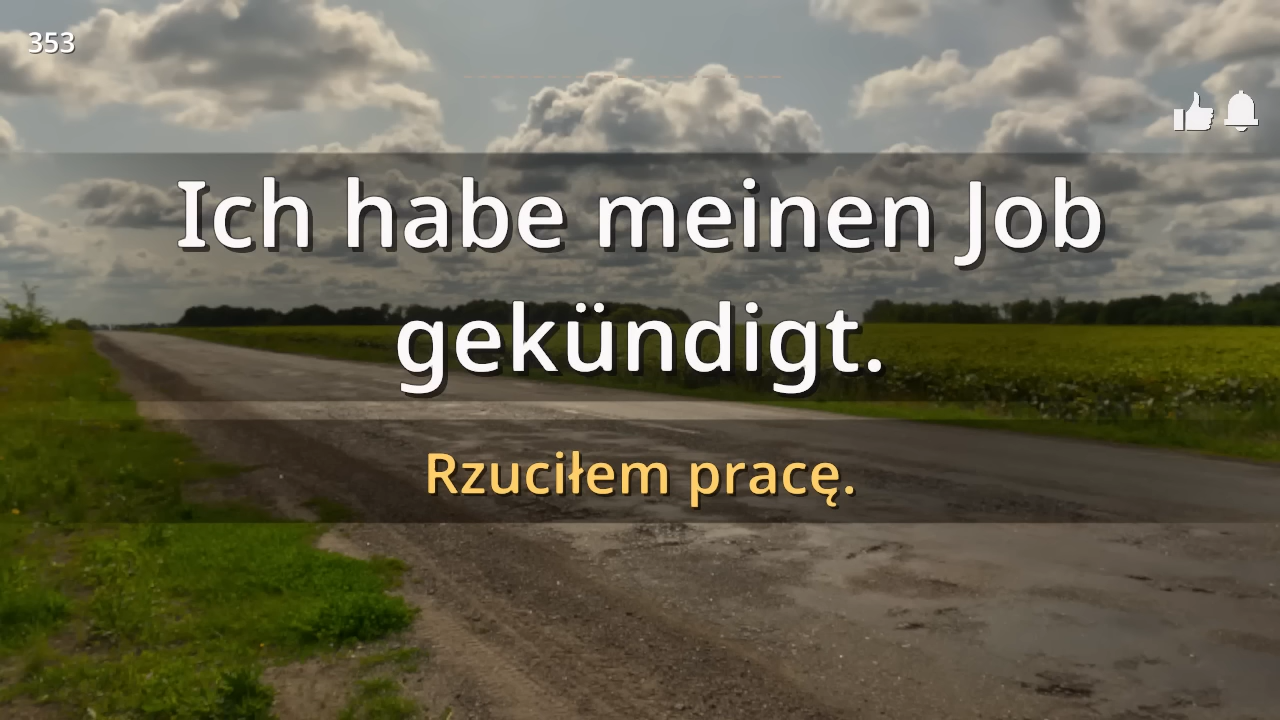 353
Ich habe meinen Job
gekündigt.
Rzuciłem pracę.